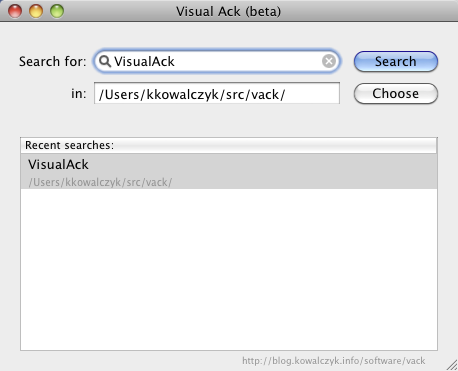 Visual Ack (beta)
Search for: VisualAck Search
in: /Users/kkowalczyk/src/vack/ Choose
Recent searches:
VisualAck
/Users/kkowalczyk/src/vack/
http://blog.kowalczyk.info/software/vack